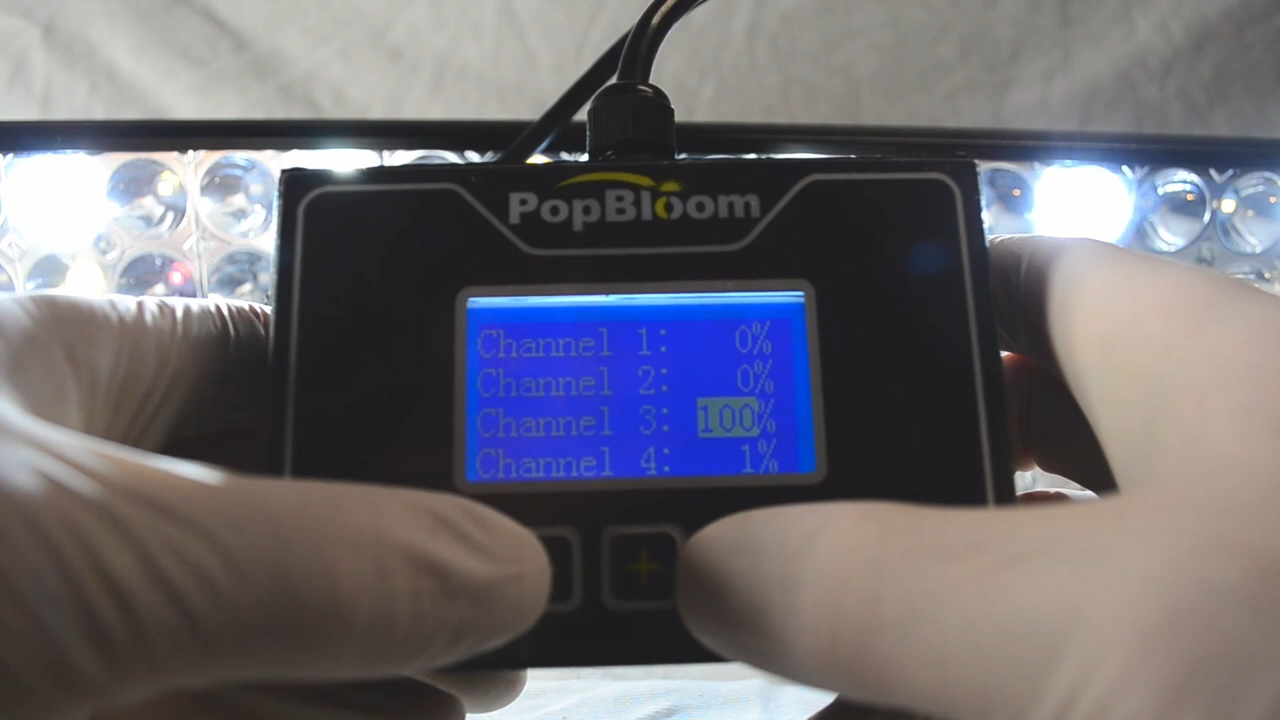 PopBloom
Channel 1: 0%
Channel 2: 0%
Channel 3: 100%
Channel 4: 1%
+